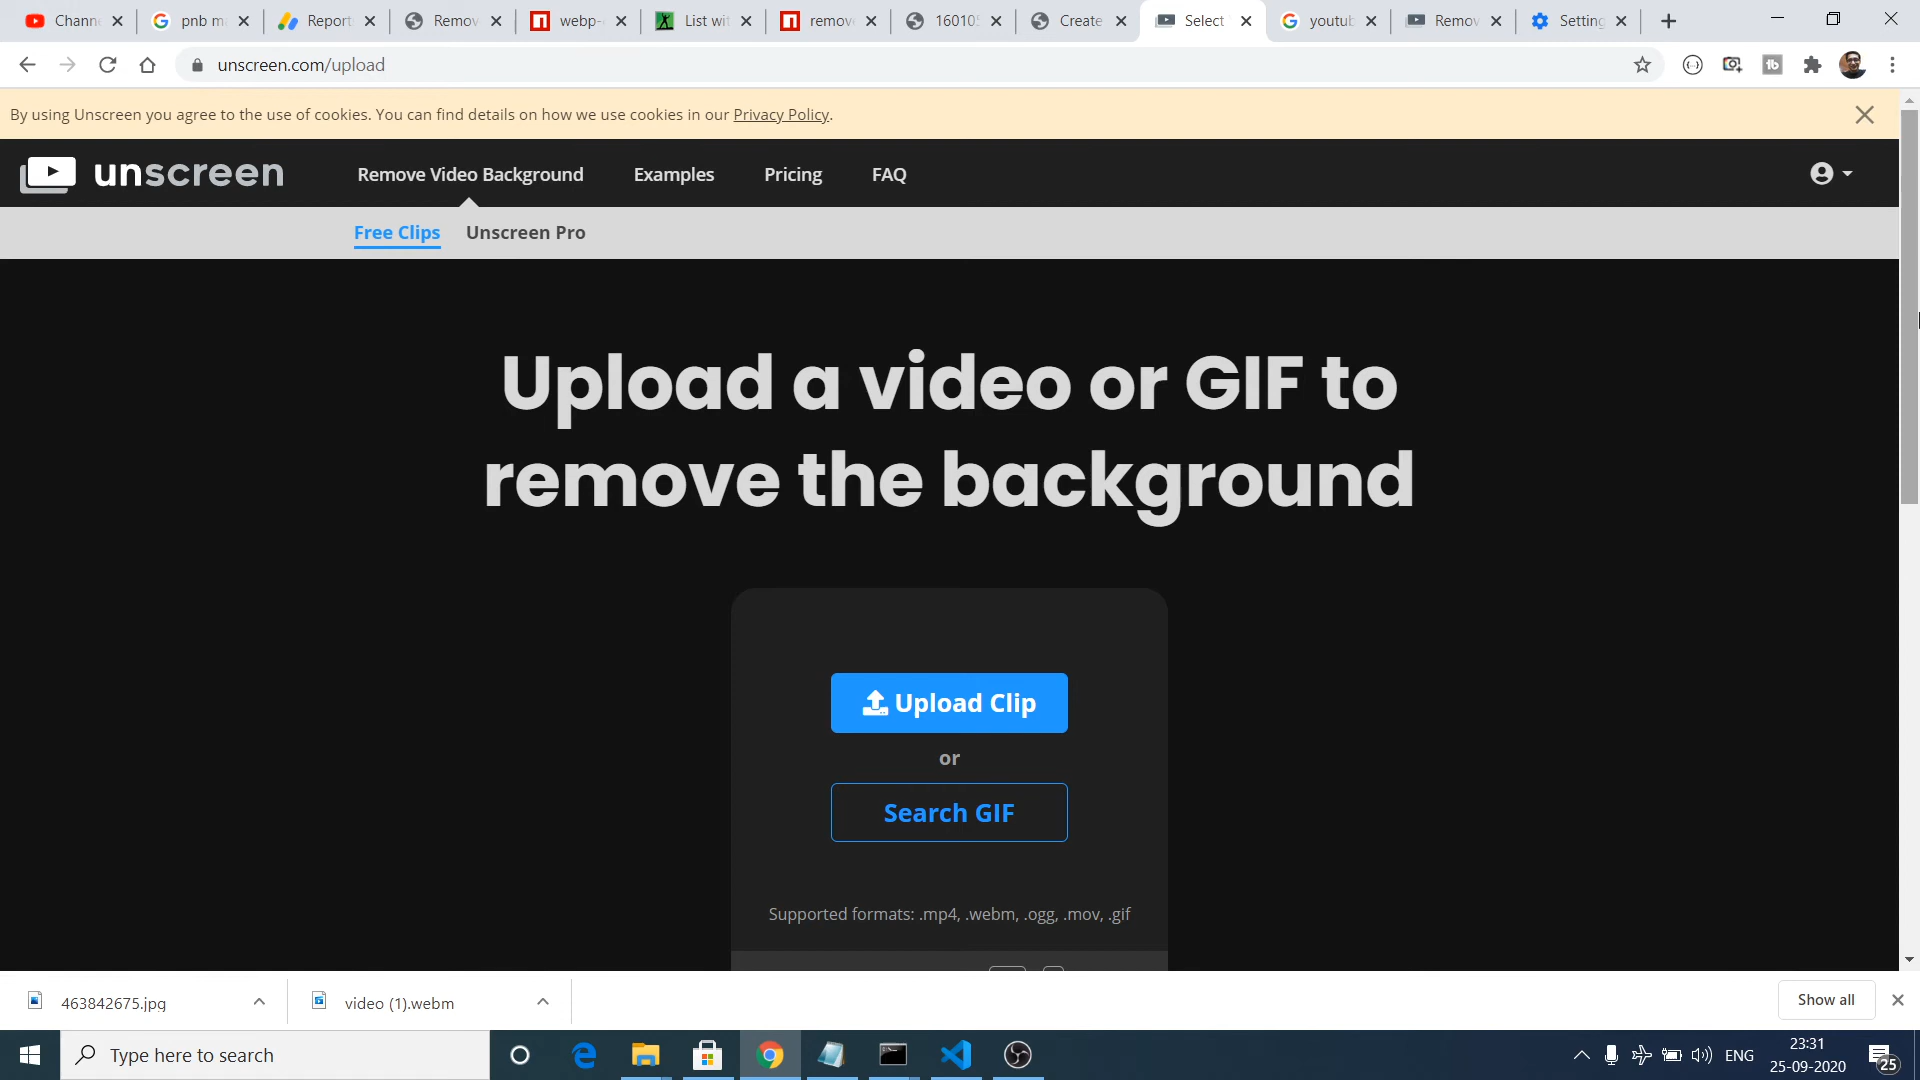 Chann
pnb m
Report
Remov
webp-
List wi
remov
16010
Create
Select
youtub
Remov
Setting
unscreen.com/upload
By using Unscreen you agree to the use of cookies. You can find details on how we use cookies in our Privacy Policy.
unscreen
Remove Video Background
Examples
Pricing
FAQ
Free Clips
Unscreen Pro
Upload a video or GIF to
remove the background
Upload Clip
or
Search GIF
Supported formats: .mp4, .webm, .ogg, .mov, .gif
463842675.jpg
video (1).webm
Show all
Type here to search
ENG
23:31
25-09-2020
25